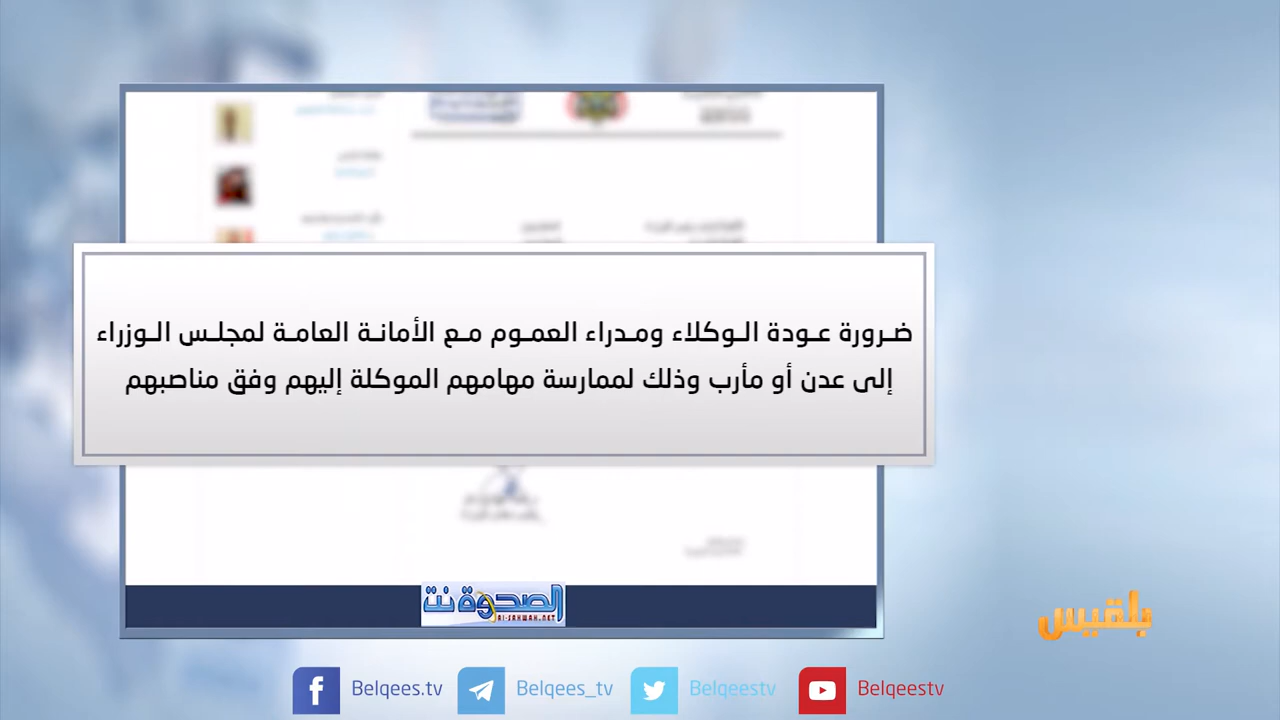 ضرورة عودة الوكلاء ومدراء العموم مع الأمانة العامة لمجلس الوزراء
إلى عدن أو مأرب وذلك لممارسة مهامهم الموكلة إليهم وفق مناصبهم
الصحوة نت
Al-SAHWAH.NET
بلقيس
Belqees.tv
Belqees_tv
Belqeestv
Belqeestv